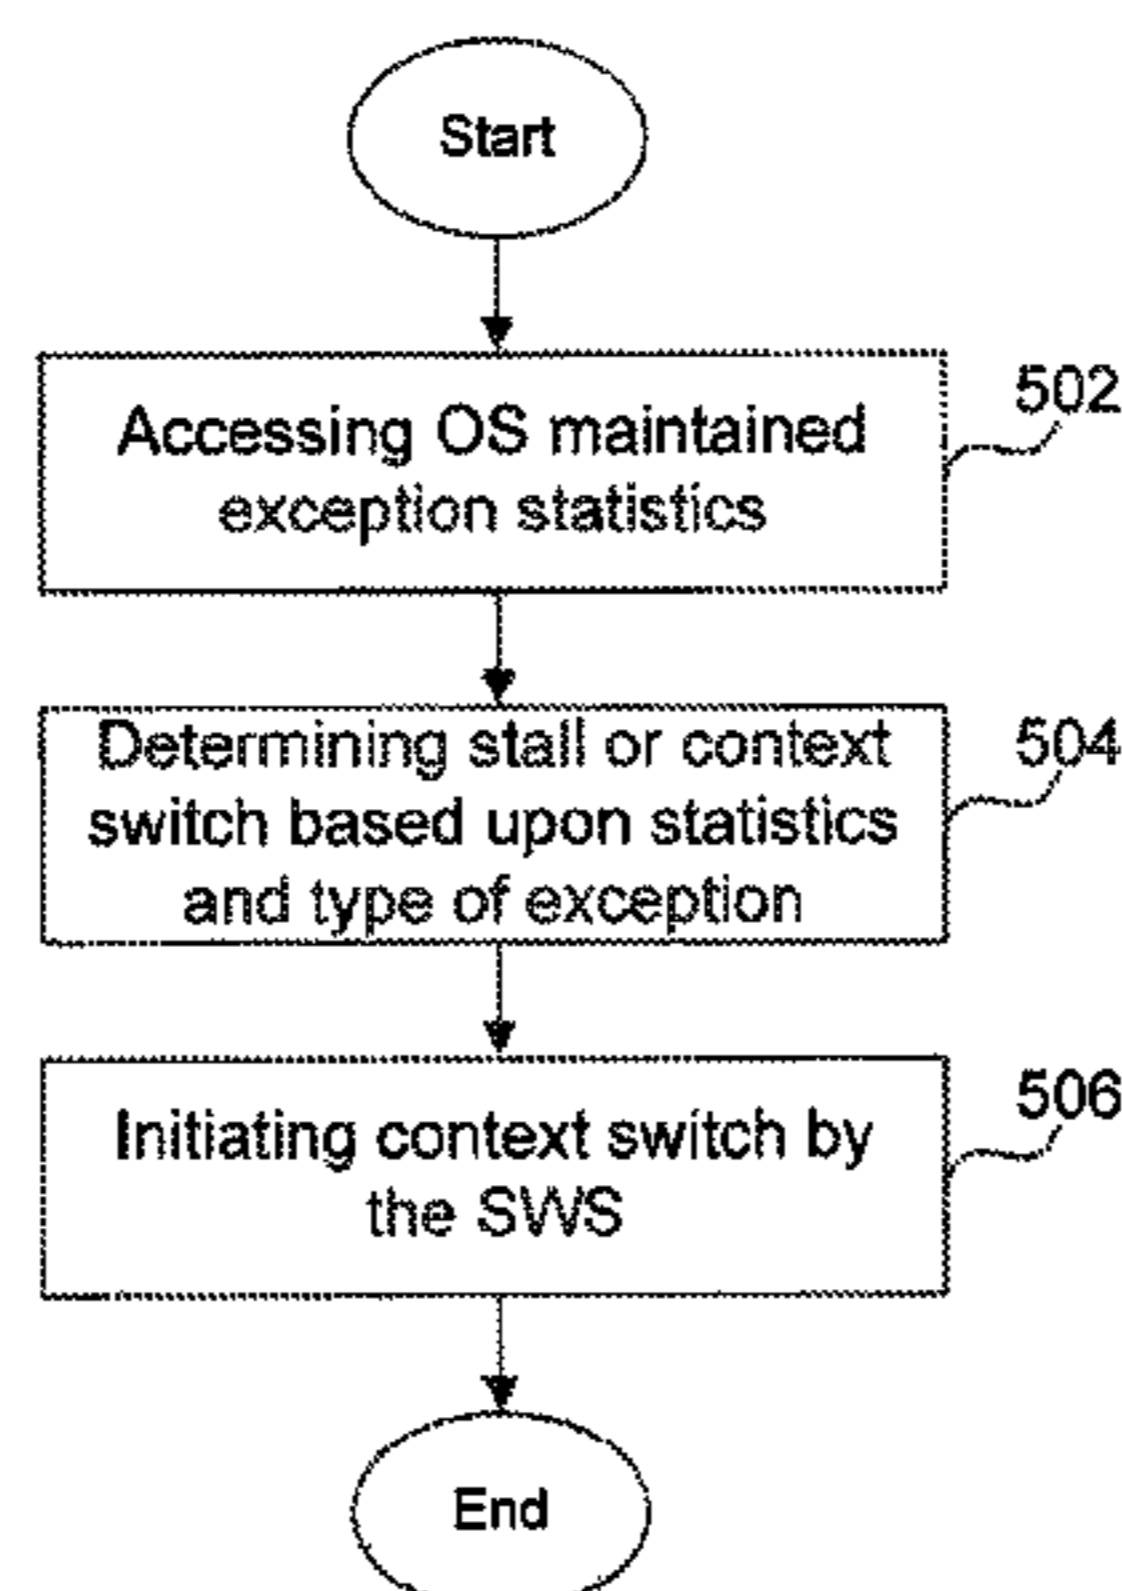 Start
502
Accessing OS maintained
exception statistics
504
Determining stall or context
switch based upon statistics
and type of exception
506
Initiating context switch by
the SWS
End